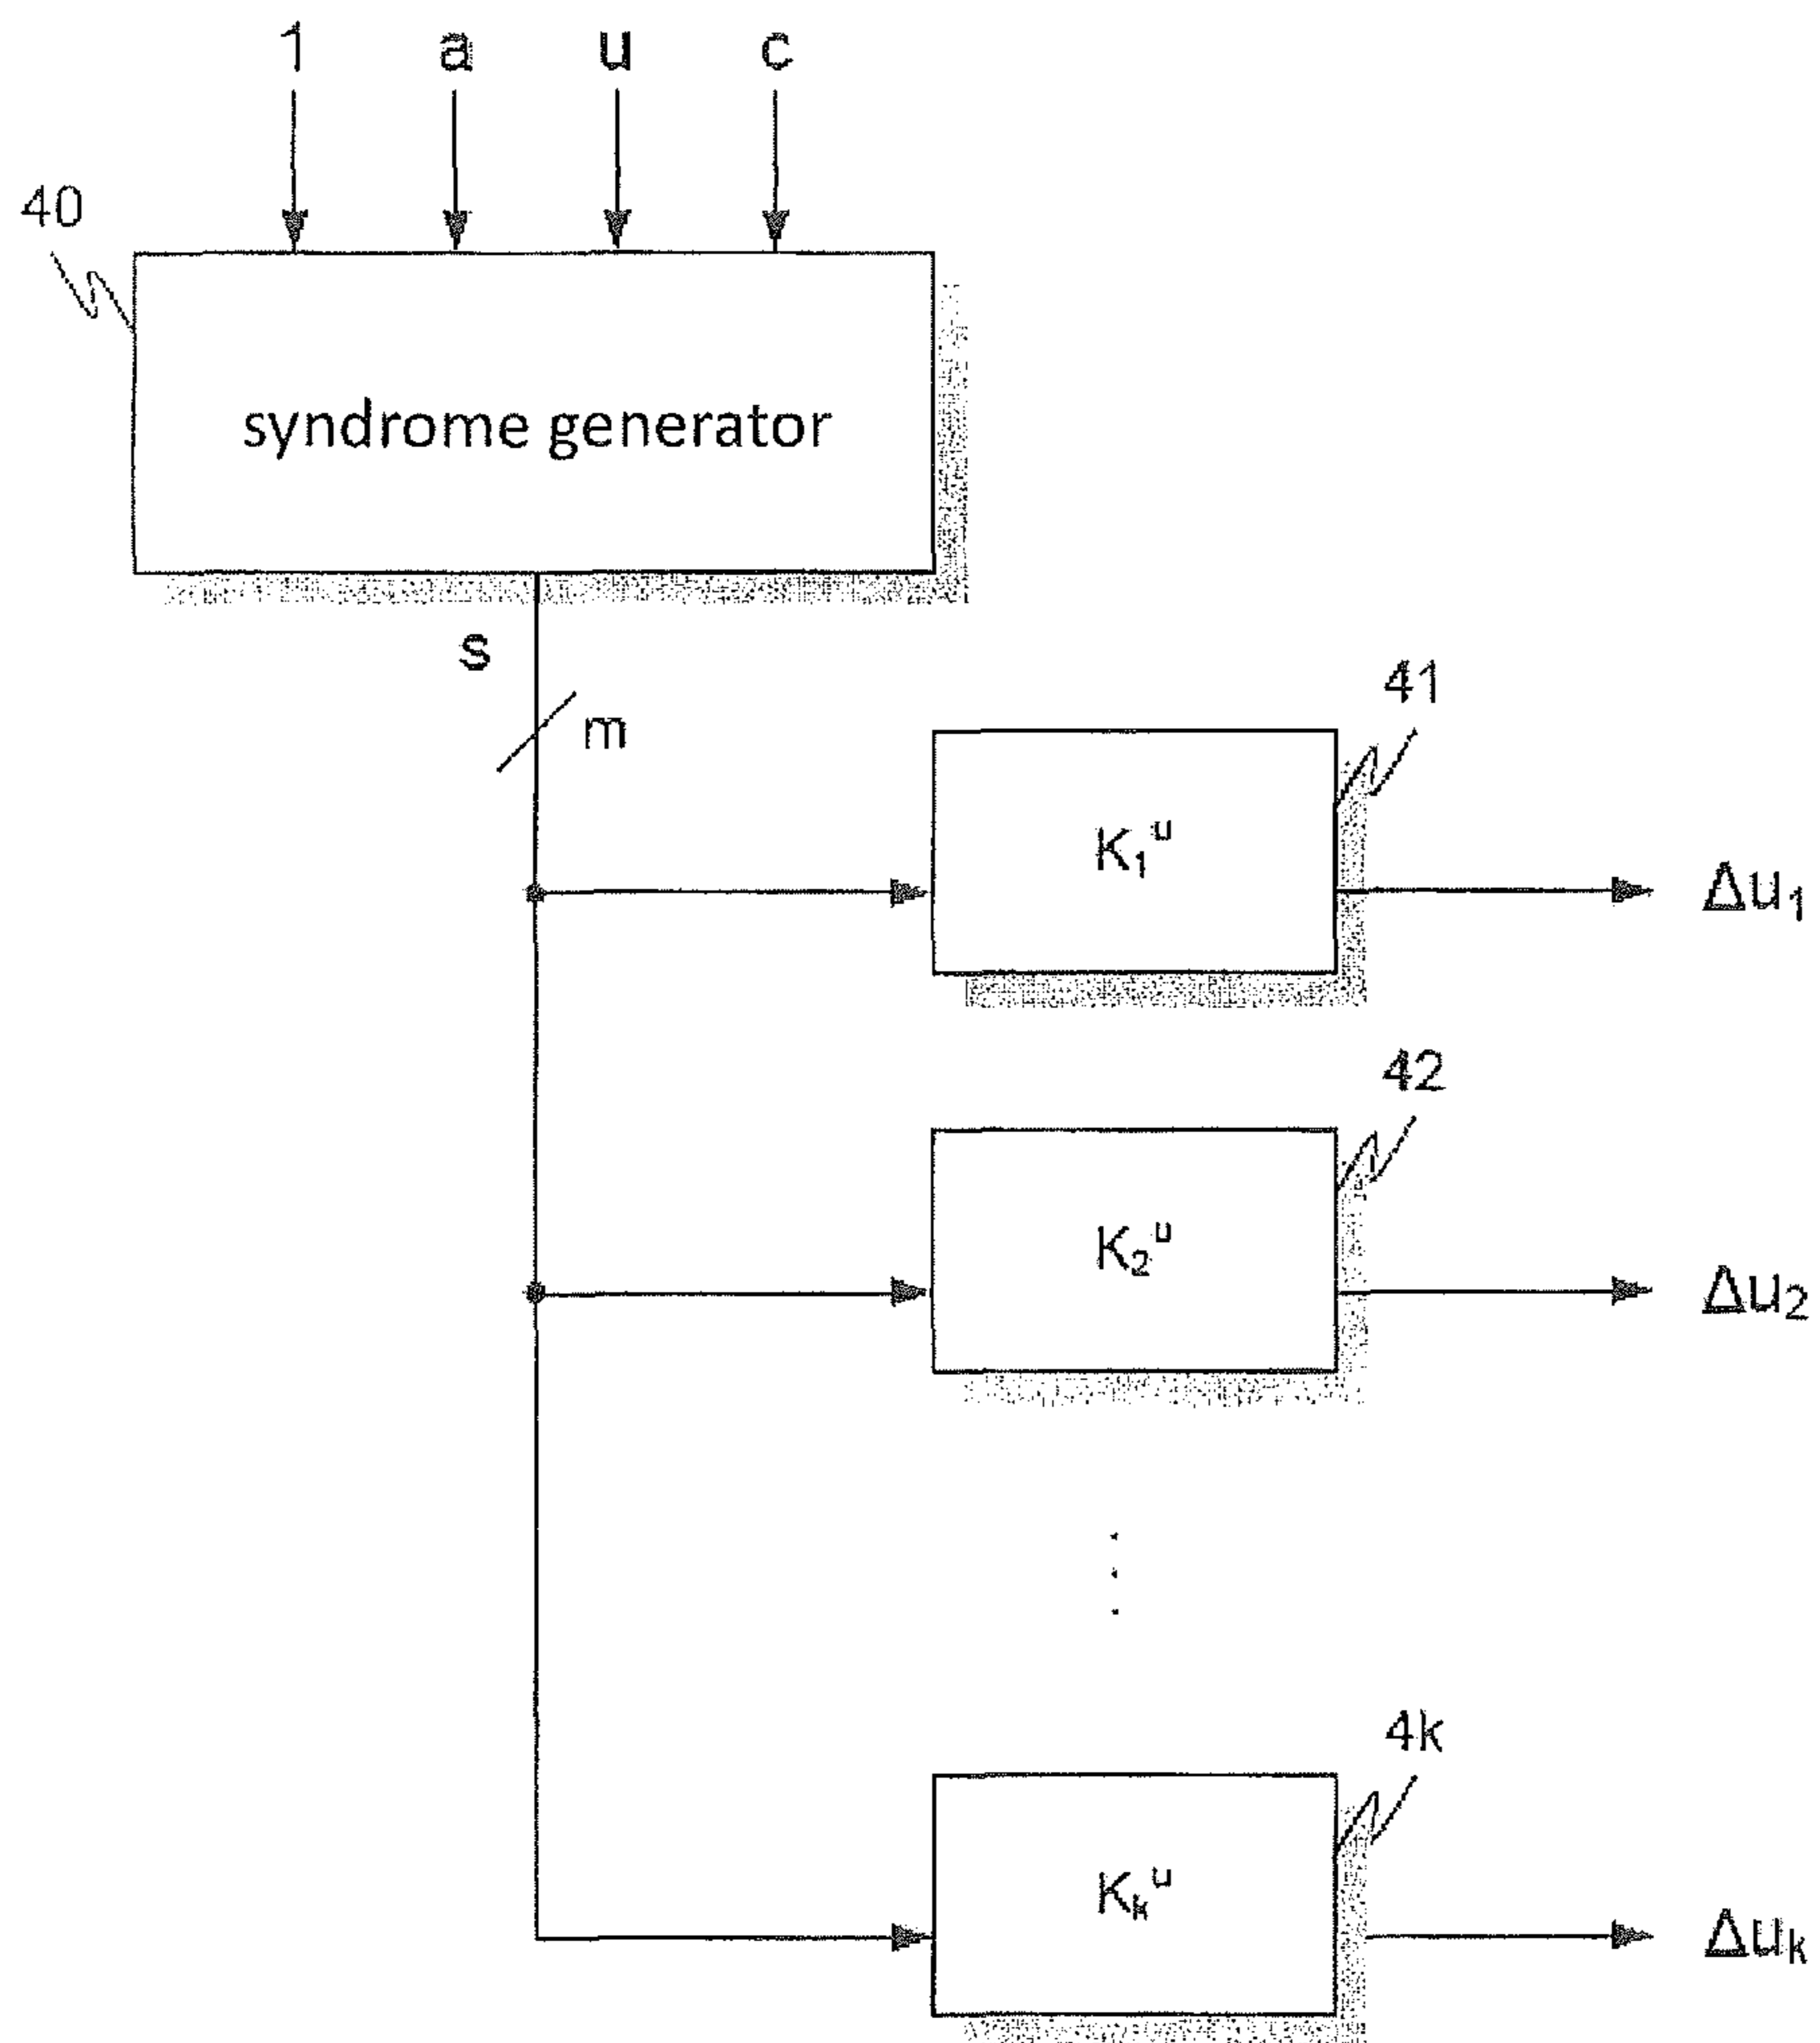 1 a u c
40
syndrome generator
s
m
41
K₁ᵘ
Δu₁
42
K₂ᵘ
Δu₂
4k
Kₖᵘ
Δuₖ